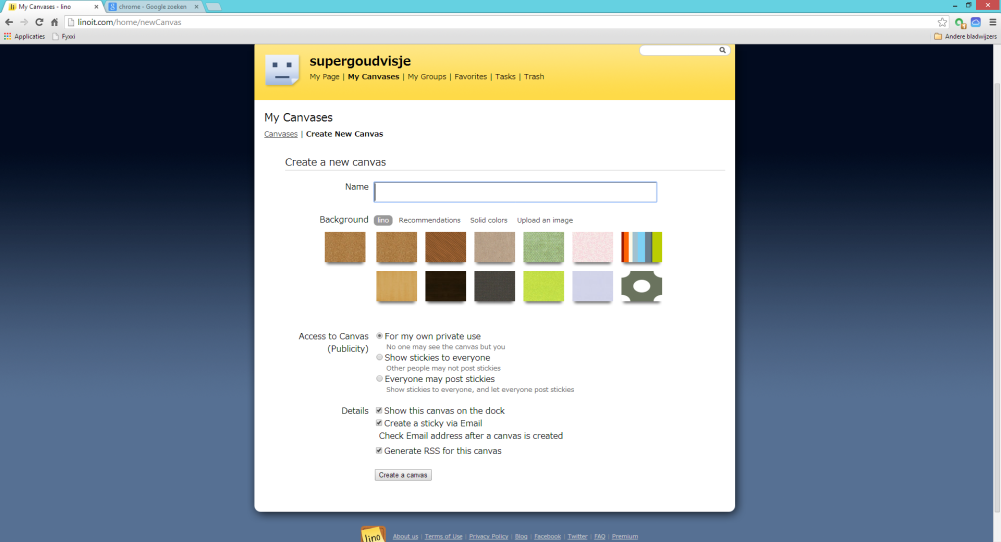 My Canvases - lino
chrome - Google zoeken
linoit.com/home/newCanvas
Applicaties Fyxxi Andere bladwijzers
supergoudvisje
My Page | My Canvases | My Groups | Favorites | Tasks | Trash
My Canvases
Canvases | Create New Canvas
Create a new canvas
Name
Background lino Recommendations Solid colors Upload an image
Access to Canvas
(Publicity)
For my own private use
No one may see the canvas but you
Show stickies to everyone
Other people may not post stickies
Everyone may post stickies
Show stickies to everyone, and let everyone post stickies
Details
Show this canvas on the dock
Create a sticky via Email
Check Email address after a canvas is created
Generate RSS for this canvas
Create a canvas
lino
About us | Terms of Use | Privacy Policy | Blog | Facebook | Twitter | FAQ | Premium